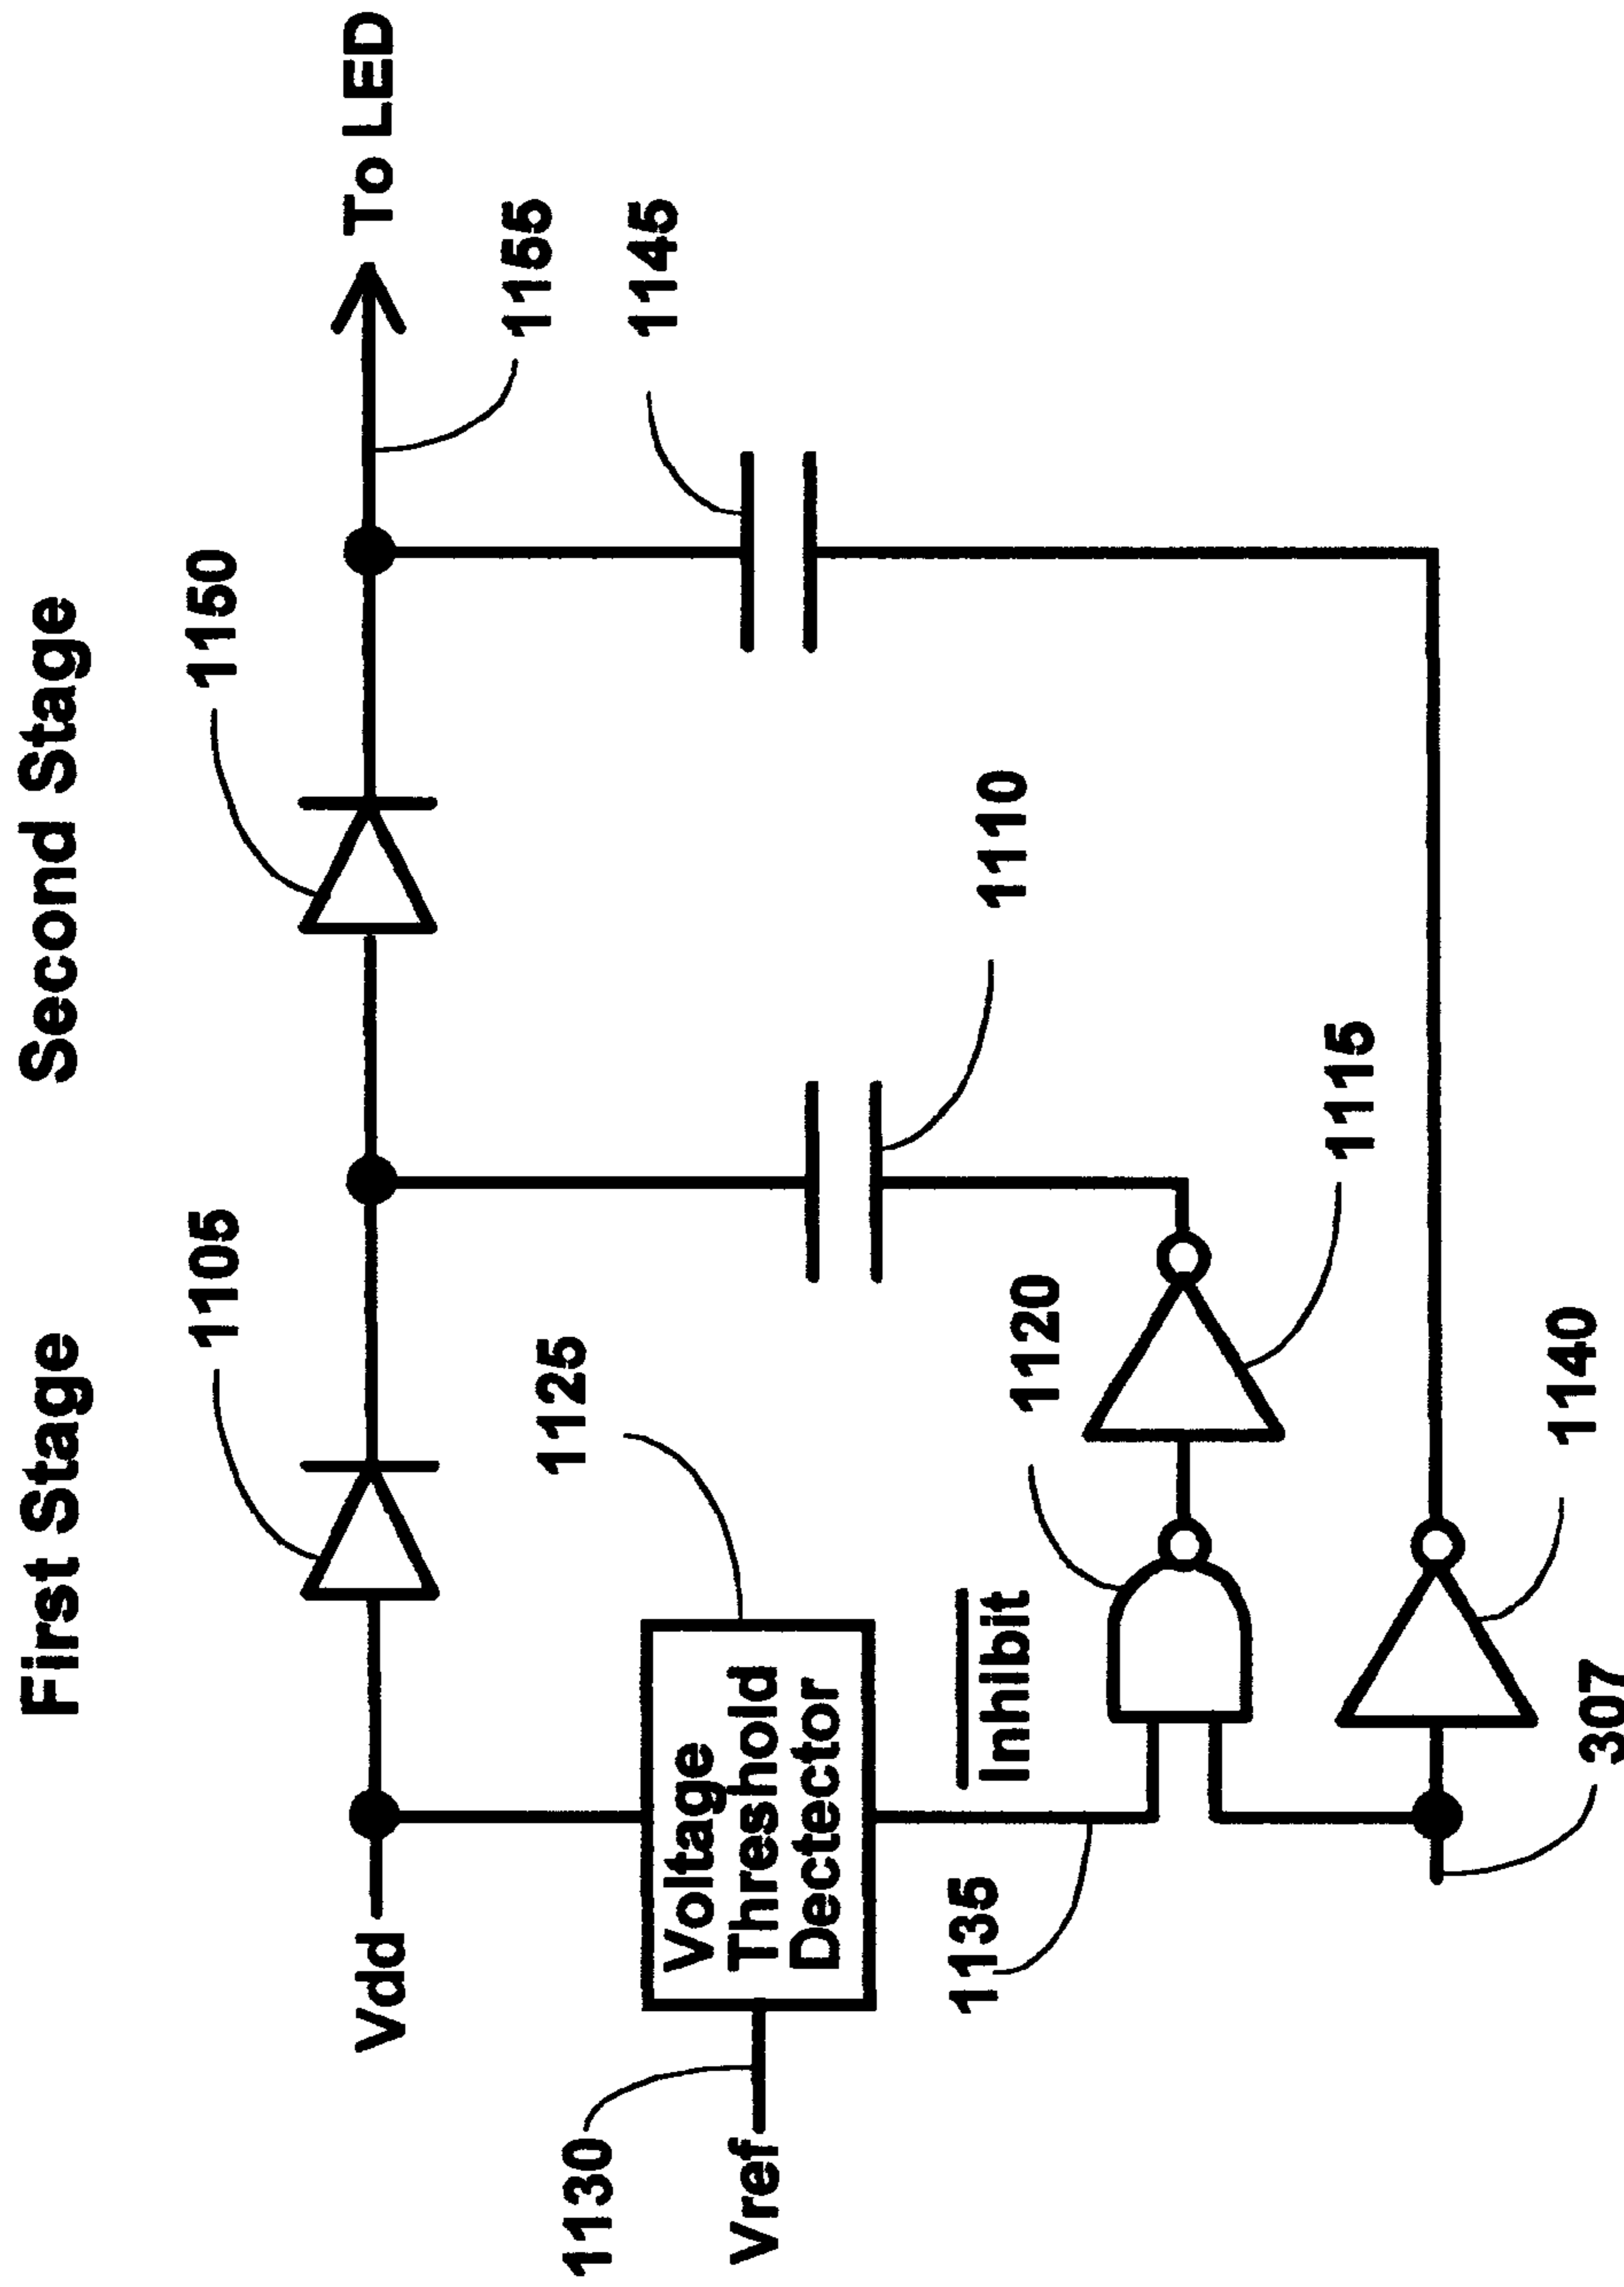 First Stage
Second Stage
1105
1150
Vdd
To LED
1155
1125
1145
1130
Vref
Voltage
Threshold
Dectector
1110
1135
Inhibit
1120
1115
1140
307